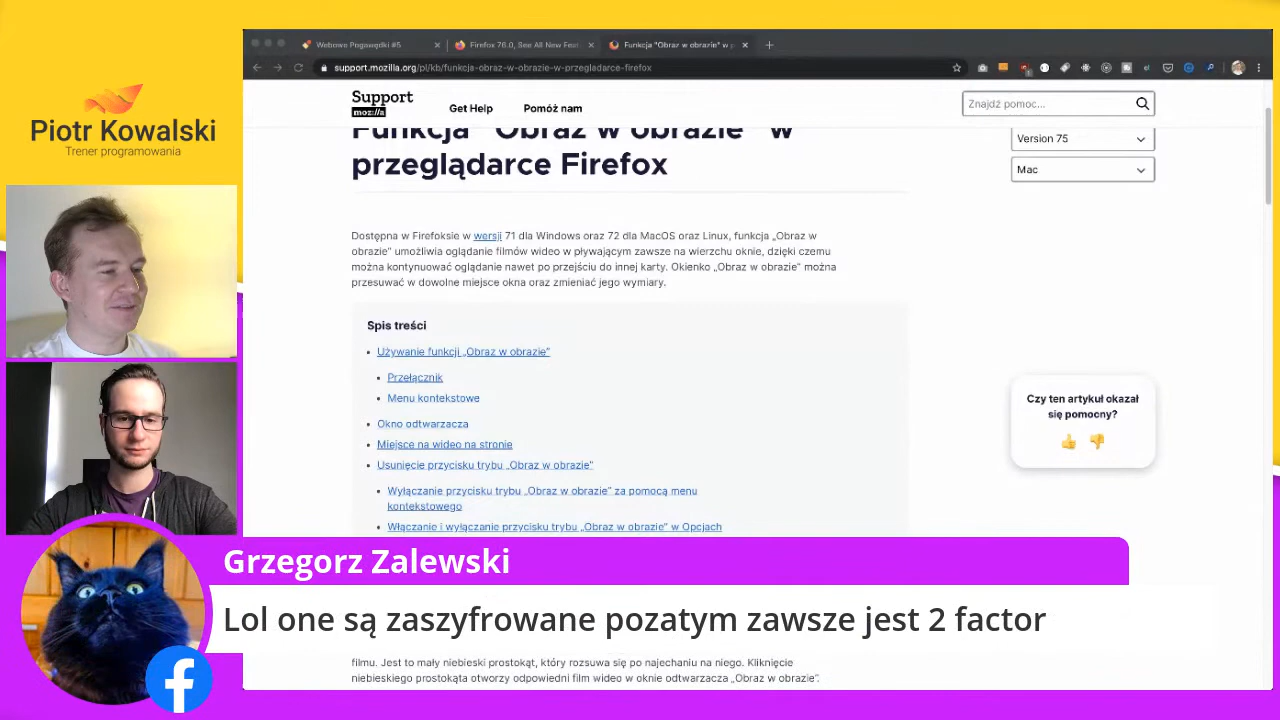 Piotr Kowalski
Trener programowania
Webowe Pogawędki #5
Firefox 76.0, See All New Feat
Funkcja "Obraz w obrazie" w p
support.mozilla.org/pl/kb/funkcja-obraz-w-obrazie-w-przegladarce-firefox
Support
moz://a
Get Help
Pomóż nam
Znajdź pomoc...
Funkcja "Obraz w obrazie" w
przeglądarce Firefox
Version 75
Mac
Dostępna w Firefoksie w wersji 71 dla Windows oraz 72 dla MacOS oraz Linux, funkcja „Obraz w
obrazie” umożliwia oglądanie filmów wideo w pływającym zawsze na wierzchu oknie, dzięki czemu
można kontynuować oglądanie nawet po przejściu do innej karty. Okienko „Obraz w obrazie” można
przesuwać w dowolne miejsce okna oraz zmieniać jego wymiary.
Spis treści
Używanie funkcji „Obraz w obrazie”
Przełącznik
Menu kontekstowe
Okno odtwarzacza
Miejsce na wideo na stronie
Usunięcie przycisku trybu „Obraz w obrazie”
Wyłączanie przycisku trybu „Obraz w obrazie” za pomocą menu
kontekstowego
Włączanie i wyłączanie przycisku trybu „Obraz w obrazie” w Opcjach
Czy ten artykuł okazał
się pomocny?
Grzegorz Zalewski
Lol one są zaszyfrowane pozatym zawsze jest 2 factor
filmu. Jest to mały niebieski prostokąt, który rozsuwa się po najechaniu na niego. Kliknięcie
niebieskiego prostokąta otworzy odpowiedni film wideo w oknie odtwarzacza „Obraz w obrazie”.